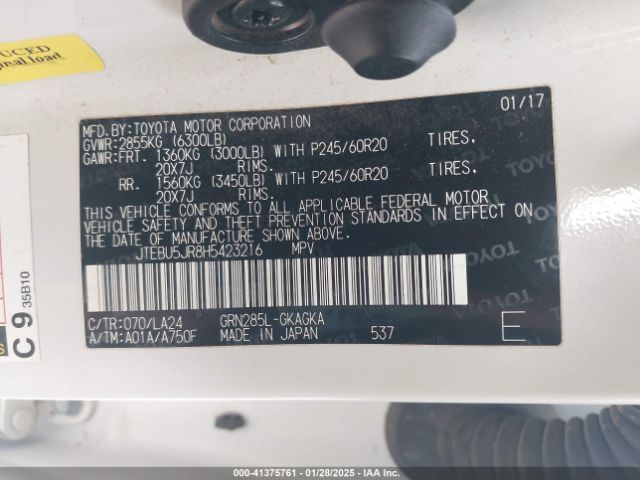 UCED
ginal load
01/17
MFD.BY:TOYOTA MOTOR CORPORATION
GVWR:2855KG (6300LB)
GAWR:FRT. 1360KG (3000LB) WITH P245/60R20 TIRES,
20X7J RIMS.
RR. 1560KG (3450LB) WITH P245/60R20 TIRES,
20X7J RIMS.
THIS VEHICLE CONFORMS TO ALL APPLICABLE FEDERAL MOTOR
VEHICLE SAFETY AND THEFT PREVENTION STANDARDS IN EFFECT ON
THE DATE OF MANUFACTURE SHOWN ABOVE.
JTEBU5JR8H5423216 MPV
C/TR:070/LA24 GRN285L-GKAGKA
A/TM:A01A/A750F MADE IN JAPAN 537 E
C 9 35B10
TOYOTA
000-41375761 - 01/28/2025 - IAA Inc.